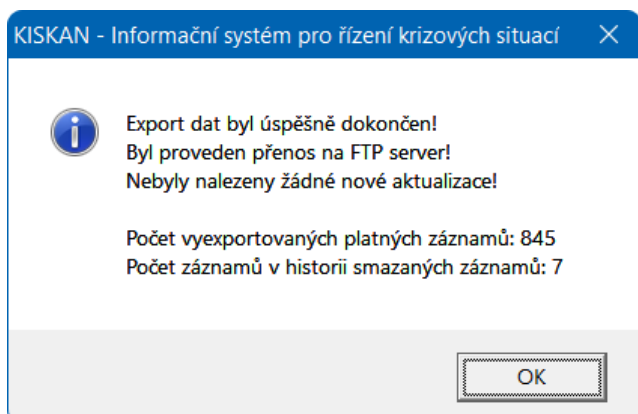 KISKAN - Informační systém pro řízení krizových situací
Export dat byl úspěšně dokončen!
Byl proveden přenos na FTP server!
Nebyly nalezeny žádné nové aktualizace!
Počet vyexportovaných platných záznamů: 845
Počet záznamů v historii smazaných záznamů: 7
OK